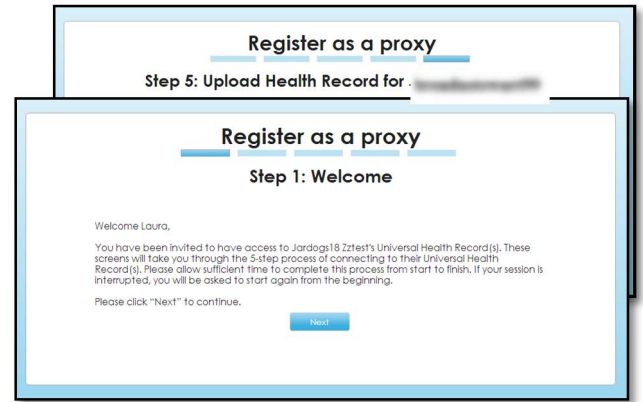 Register as a proxy
Step 5: Upload Health Record for
Register as a proxy
Step 1: Welcome
Welcome Laura,
You have been invited to have access to Jardogs18 Zztest's Universal Health Record(s). These
screens will take you through the 5-step process of connecting to their Universal Health
Record(s). Please allow sufficient time to complete this process from start to finish. If your session is
interrupted, you will be asked to start again from the beginning.
Please click "Next" to continue.
Next